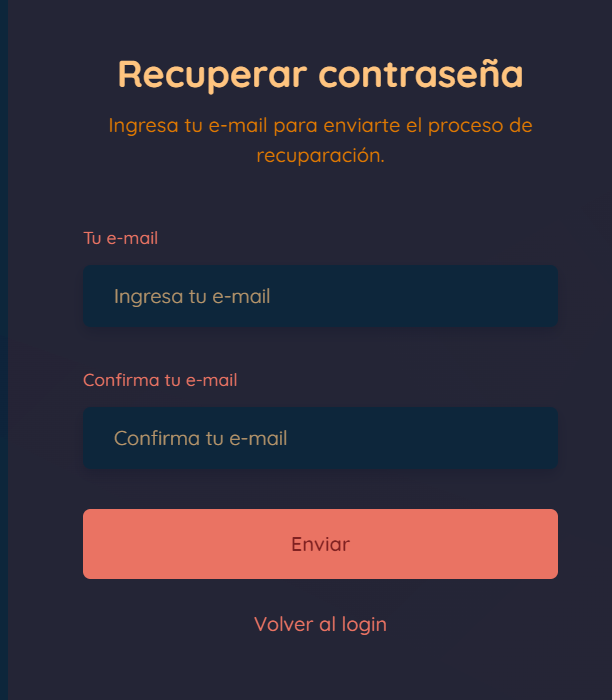 Recuperar contraseña
Ingresa tu e-mail para enviarte el proceso de
recuparación.
Tu e-mail
Ingresa tu e-mail
Confirma tu e-mail
Confirma tu e-mail
Enviar
Volver al login